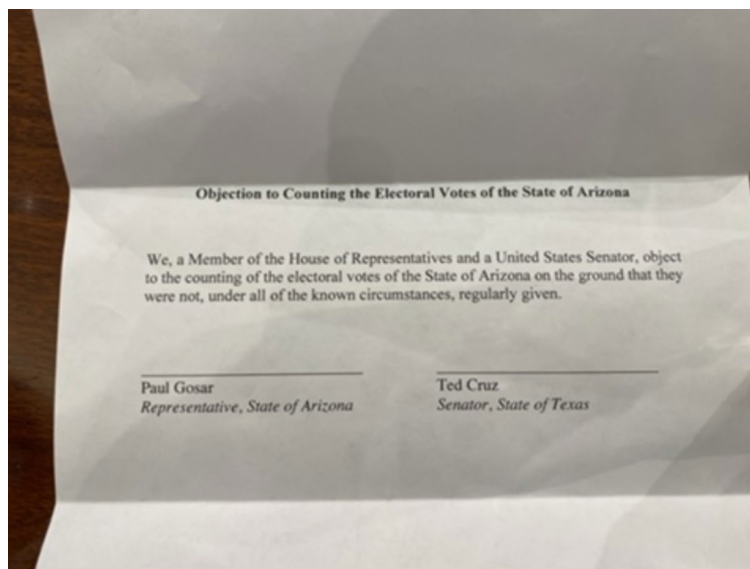 Objection to Counting the Electoral Votes of the State of Arizona
We, a Member of the House of Representatives and a United States Senator, object
to the counting of the electoral votes of the State of Arizona on the ground that they
were not, under all of the known circumstances, regularly given.
Paul Gosar
Representative, State of Arizona
Ted Cruz
Senator, State of Texas